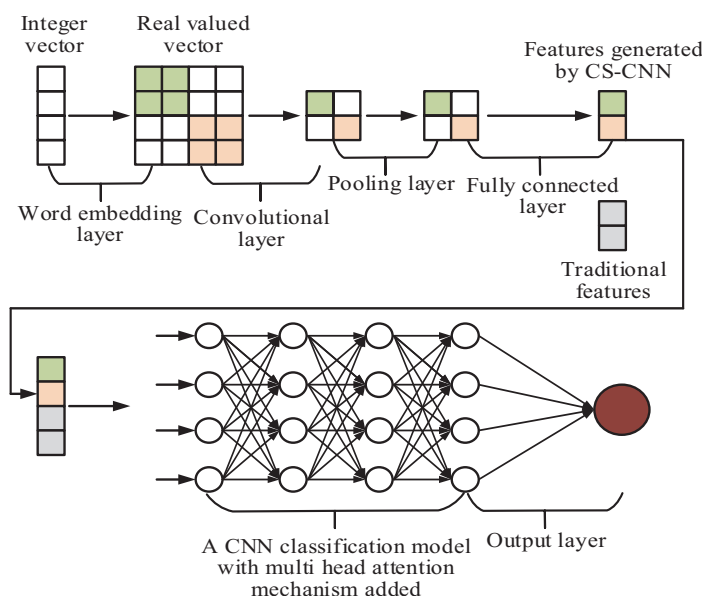 Integer
vector
Real valued
vector
Features generated
by CS-CNN
Word embedding
layer
Convolutional
layer
Pooling layer
Fully connected
layer
Traditional
features
A CNN classification model
with multi head attention
mechanism added
Output layer